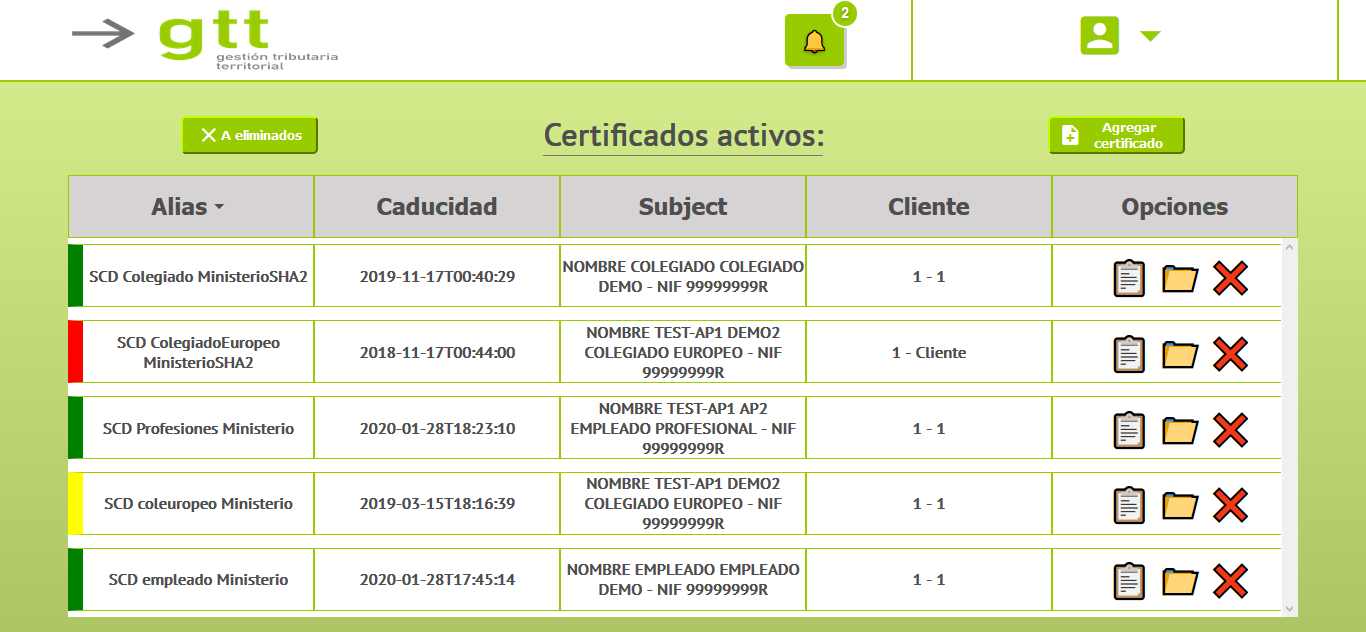 gtt
gestión tributaria
territorial
2
A eliminados
Certificados activos:
Agregar
certificado
Alias
Caducidad
Subject
Cliente
Opciones
SCD Colegiado MinisterioSHA2
2019-11-17T00:40:29
NOMBRE COLEGIADO COLEGIADO
DEMO - NIF 99999999R
1 - 1
SCD ColegiadoEuropeo
MinisterioSHA2
2018-11-17T00:44:00
NOMBRE TEST-AP1 DEMO2
COLEGIADO EUROPEO - NIF
99999999R
1 - Cliente
SCD Profesiones Ministerio
2020-01-28T18:23:10
NOMBRE TEST-AP1 AP2
EMPLEADO PROFESIONAL - NIF
99999999R
1 - 1
SCD coleuropeo Ministerio
2019-03-15T18:16:39
NOMBRE TEST-AP1 DEMO2
COLEGIADO EUROPEO - NIF
99999999R
1 - 1
SCD empleado Ministerio
2020-01-28T17:45:14
NOMBRE EMPLEADO EMPLEADO
DEMO - NIF 99999999R
1 - 1